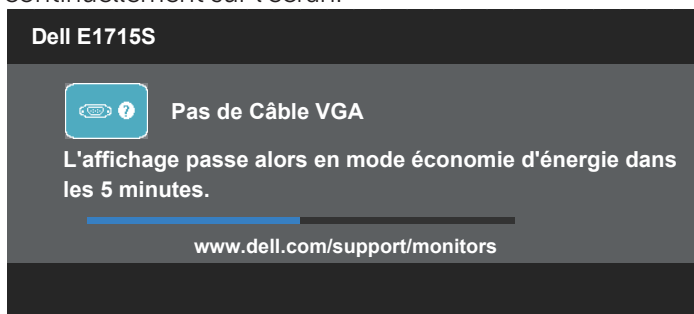 Dell E1715S
? Pas de Câble VGA
L'affichage passe alors en mode économie d'énergie dans
les 5 minutes.
www.dell.com/support/monitors